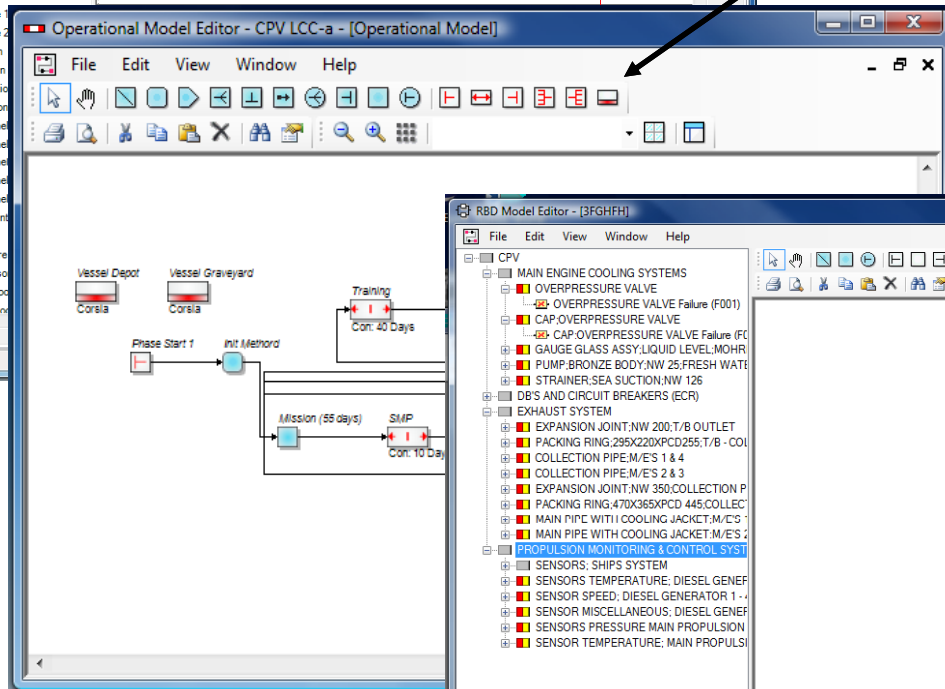 Operational Model Editor - CPV LCC-a - [Operational Model]
File Edit View Window Help
Vessel Depot
Corsla
Vessel Graveyard
Corsla
Training
Con: 40 Days
Phase Start 1
Init Methord
Mission (55 days)
SMP
Con: 10 Day
RBD Model Editor - [3FGHFH]
File Edit View Window Help
CPV
MAIN ENGINE COOLING SYSTEMS
OVERPRESSURE VALVE
OVERPRESSURE VALVE Failure (F001)
CAP;OVERPRESSURE VALVE
CAP;OVERPRESSURE VALVE Failure (F0
GAUGE GLASS ASSY;LIQUID LEVEL;MOHR
PUMP;BRONZE BODY;NW 25;FRESH WATE
STRAINER;SEA SUCTION;NW 126
DB'S AND CIRCUIT BREAKERS (ECR)
EXHAUST SYSTEM
EXPANSION JOINT;NW 200;T/B OUTLET
PACKING RING;295X220XPCD255;T/B - COL
COLLECTION PIPE;M/E'S 1 & 4
COLLECTION PIPE;M/E'S 2 & 3
EXPANSION JOINT;NW 350;COLLECTION P
PACKING RING;470X365XPCD 445;COLLEC
MAIN PIPE WITH COOLING JACKET;M/E'S
MAIN PIPE WITH COOLING JACKET;M/E'S 2
PROPULSION MONITORING & CONTROL SYST
SENSORS; SHIPS SYSTEM
SENSORS TEMPERATURE; DIESEL GENER
SENSOR SPEED; DIESEL GENERATOR 1 -
SENSOR MISCELLANEOUS; DIESEL GENER
SENSORS PRESSURE MAIN PROPULSION
SENSOR TEMPERATURE; MAIN PROPULSI